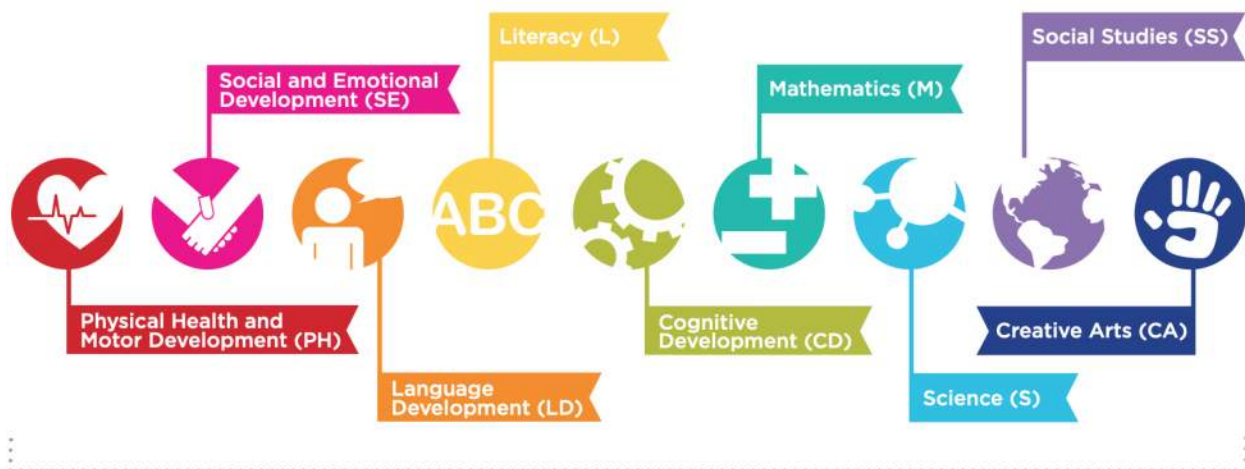 Literacy (L)
Social Studies (SS)
Social and Emotional
Development (SE)
Mathematics (M)
ABC
Physical Health and
Motor Development (PH)
Cognitive
Development (CD)
Creative Arts (CA)
Language
Development (LD)
Science (S)